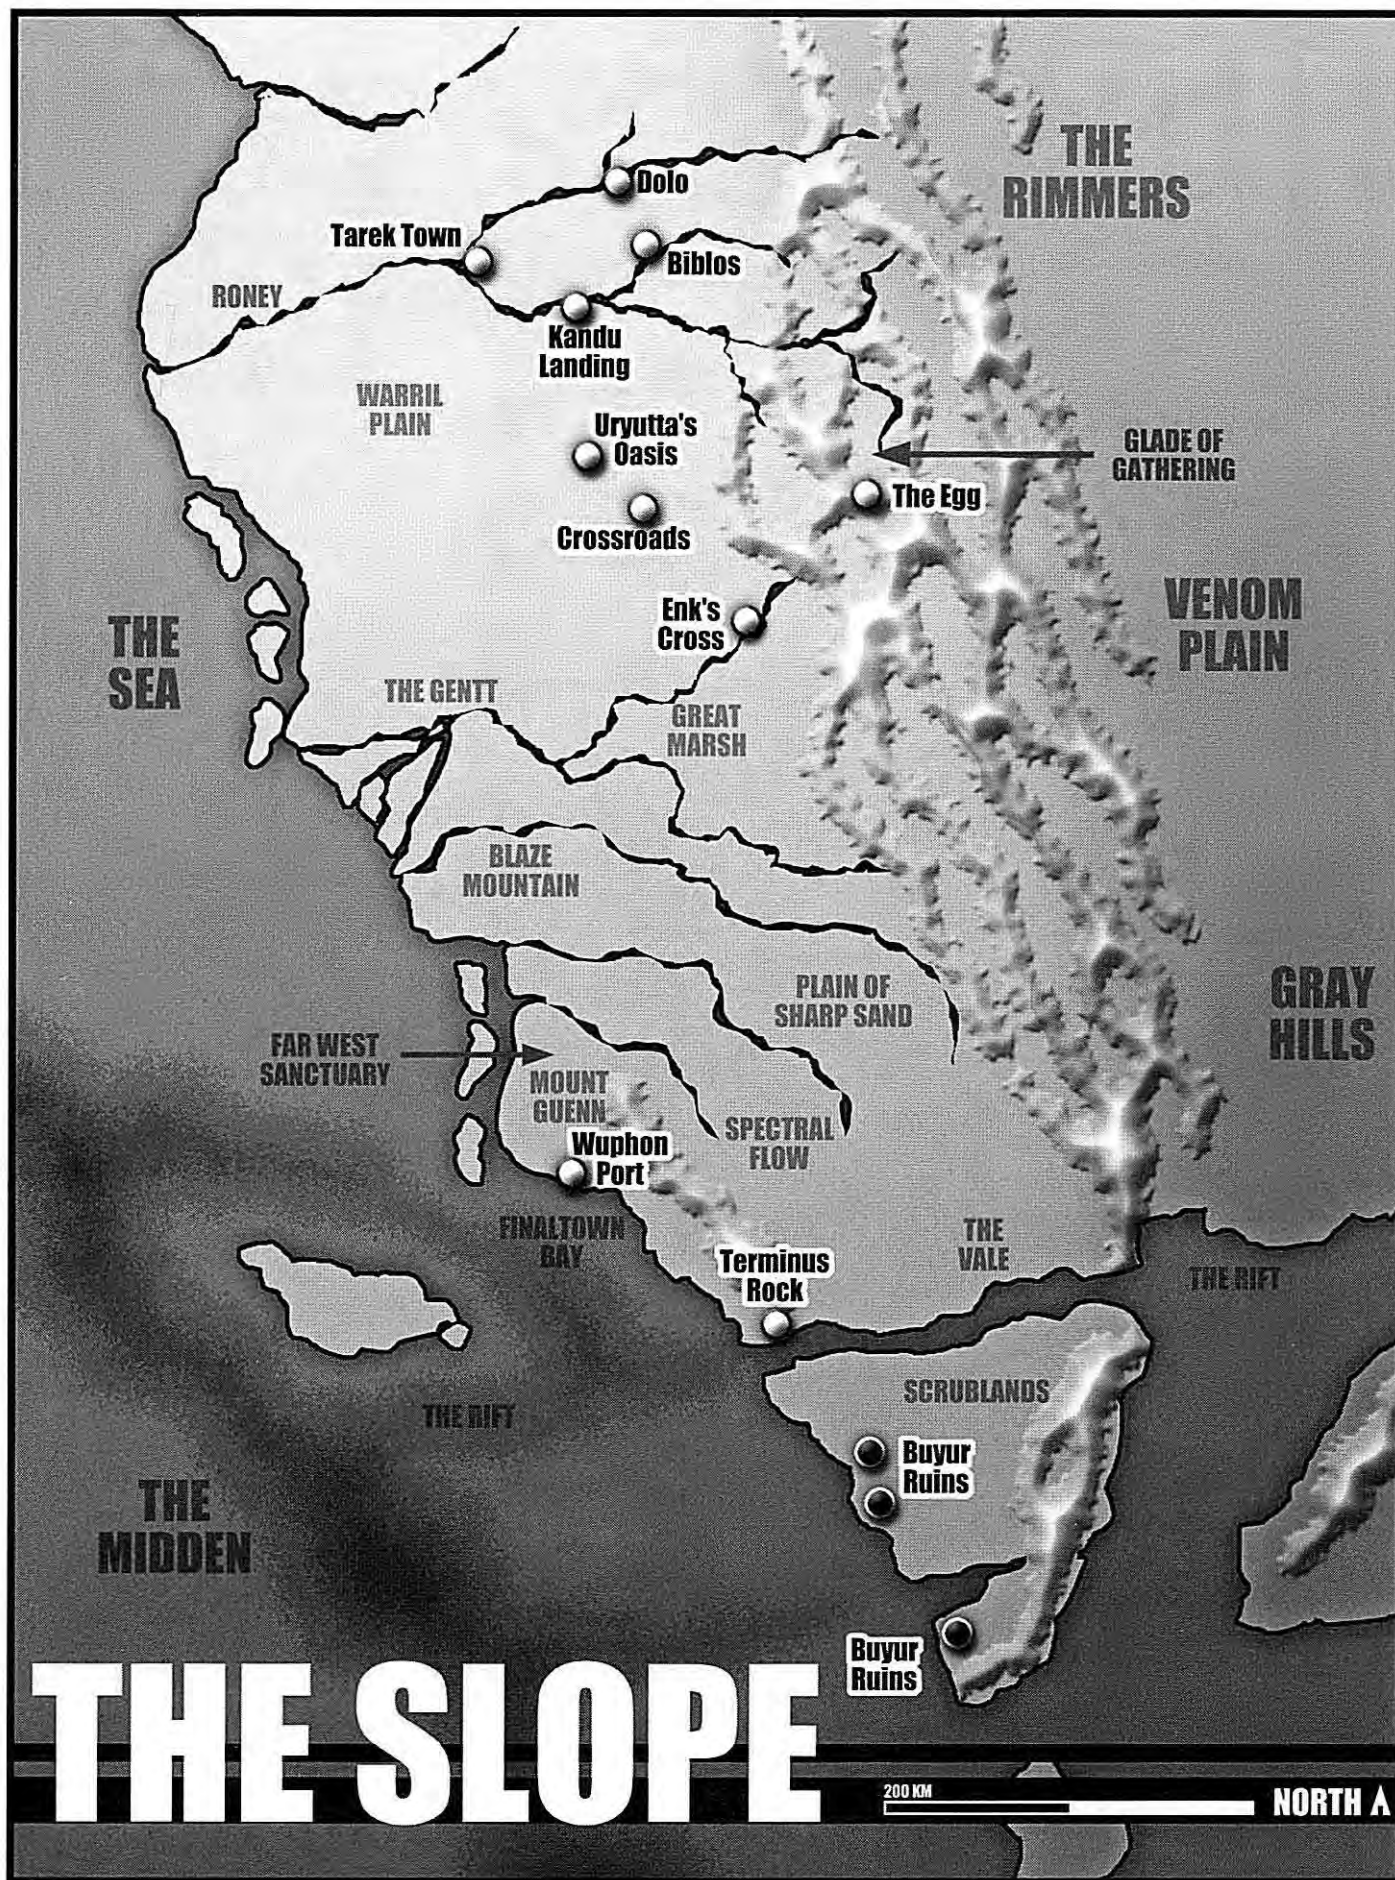 THE
RIMMERS
Dolo
Tarek Town
Biblos
RONEY
Kandu
Landing
WARRIL
PLAIN
Uryutta's
Oasis
GLADE OF
GATHERING
The Egg
Crossroads
VENOM
PLAIN
Enk's
Cross
THE
SEA
THE GENTT
GREAT
MARSH
BLAZE
MOUNTAIN
PLAIN OF
SHARP SAND
GRAY
HILLS
FAR WEST
SANCTUARY
MOUNT
GUENN
SPECTRAL
FLOW
Wuphon
Port
FINALTOWN
BAY
THE
VALE
Terminus
Rock
THE RIFT
SCRUBLANDS
THE RIFT
Buyur
Ruins
THE
MIDDEN
Buyur
Ruins
THE SLOPE
200 KM
NORTH